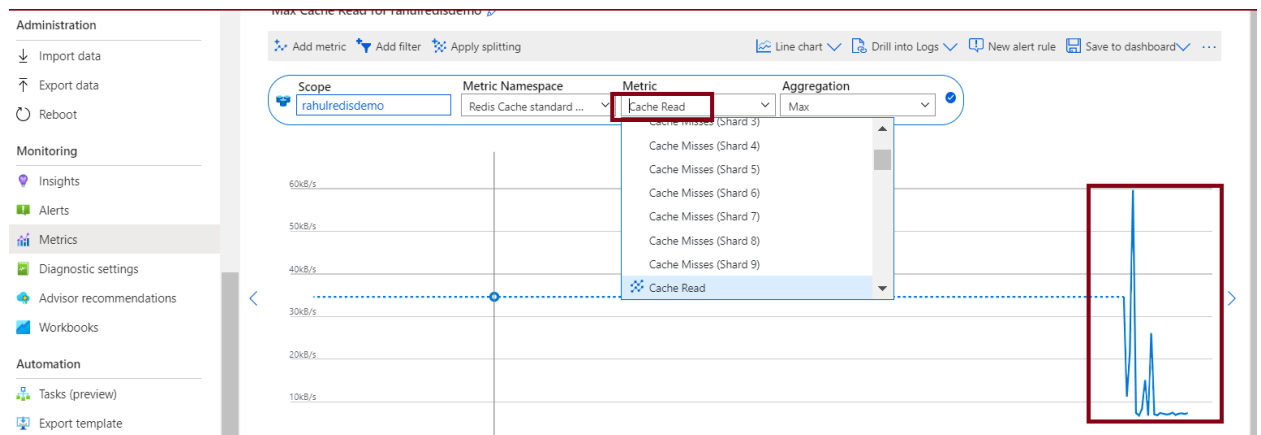 Administration
Import data
Export data
Reboot
Monitoring
Insights
Alerts
Metrics
Diagnostic settings
Advisor recommendations
Workbooks
Automation
Tasks (preview)
Export template
Max Cache Read for rahulredisdemo
Add metric Add filter Apply splitting Line chart Drill into Logs New alert rule Save to dashboard ...
Scope Metric Namespace Metric Aggregation
rahulredisdemo Redis Cache standard ... Cache Read Max
Cache Misses (Shard 3)
Cache Misses (Shard 4)
Cache Misses (Shard 5)
Cache Misses (Shard 6)
Cache Misses (Shard 7)
Cache Misses (Shard 8)
Cache Misses (Shard 9)
Cache Read
60kB/s
50kB/s
40kB/s
30kB/s
20kB/s
10kB/s